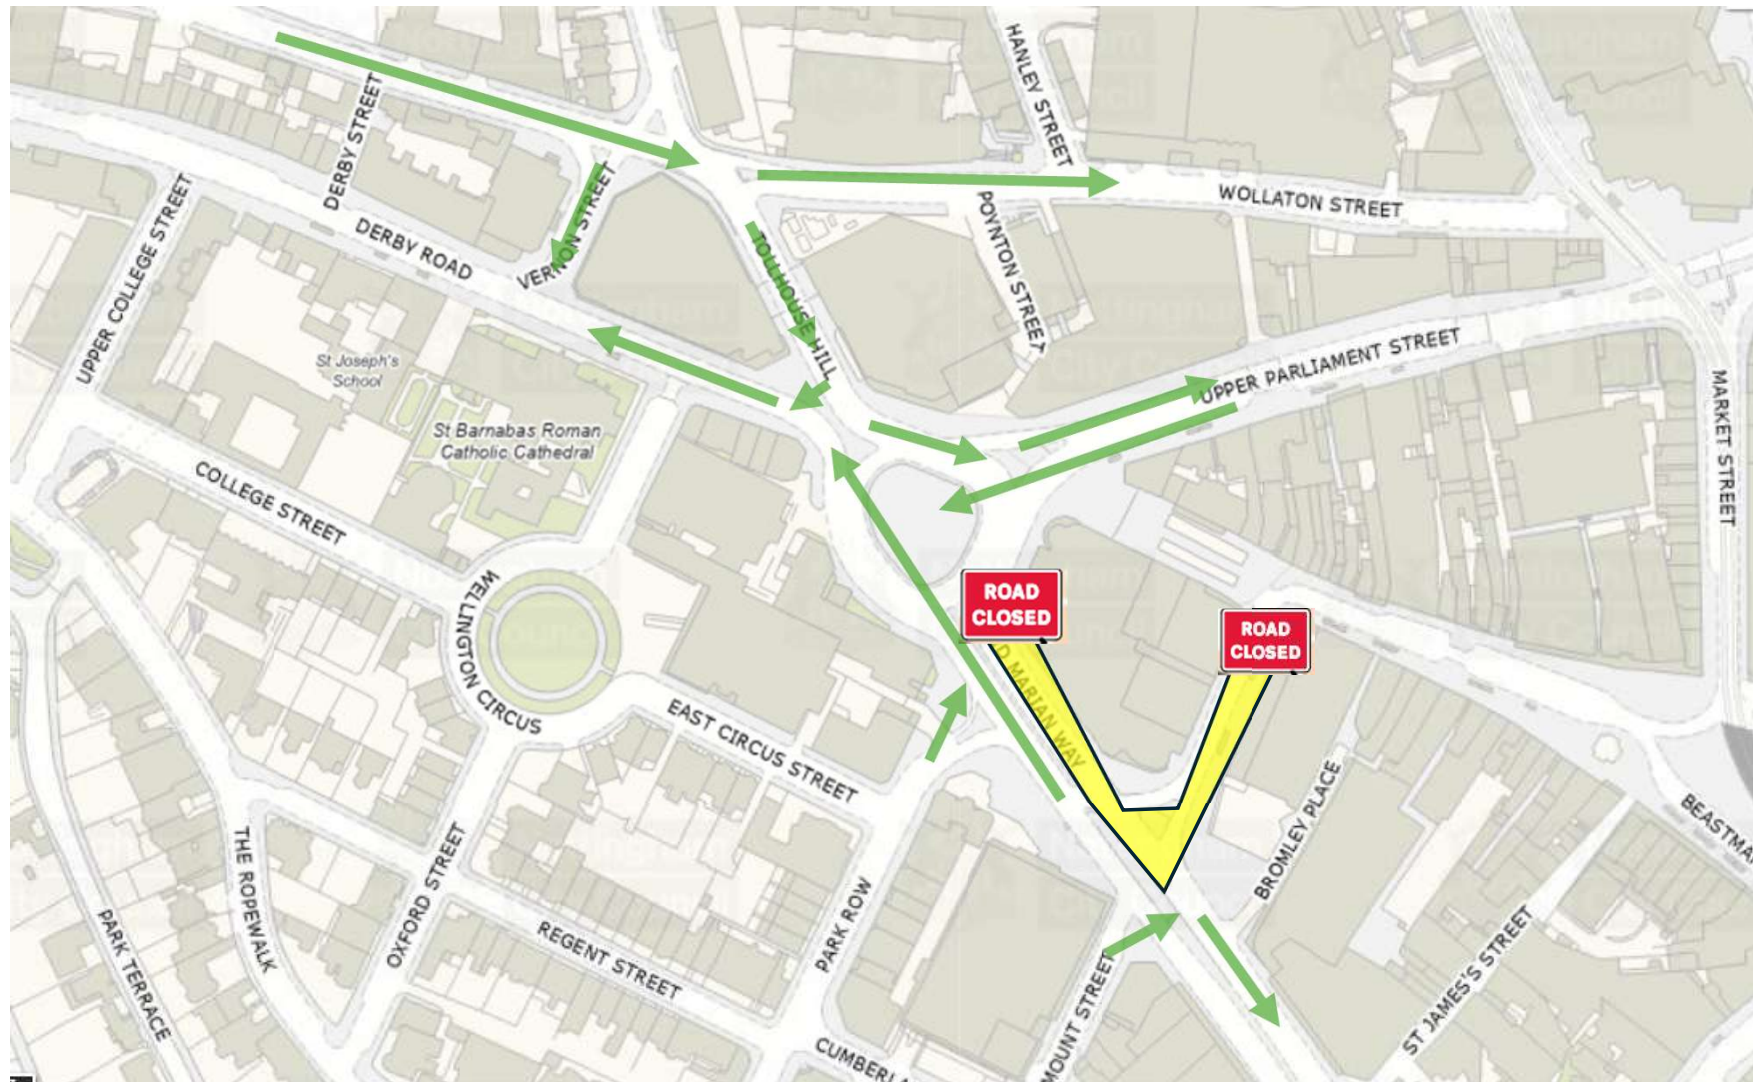 HANLEY STREET
DERBY STREET
WOLLATON STREET
UPPER COLLEGE STREET
DERBY ROAD
VERNON STREET
TOLLHOUSE HILL
POYNTON STREET
UPPER PARLIAMENT STREET
St Joseph's
School
MARKET STREET
St Barnabas Roman
Catholic Cathedral
COLLEGE STREET
WELLINGTON CIRCUS
ROAD
CLOSED
ROAD
CLOSED
D MARIAN WAY
EAST CIRCUS STREET
BROMLEY PLACE
BEASTMA
THE ROPEWALK
OXFORD STREET
PARK ROW
PARK TERRACE
REGENT STREET
MOUNT STREET
ST JAMES'S STREET
CUMBERLA